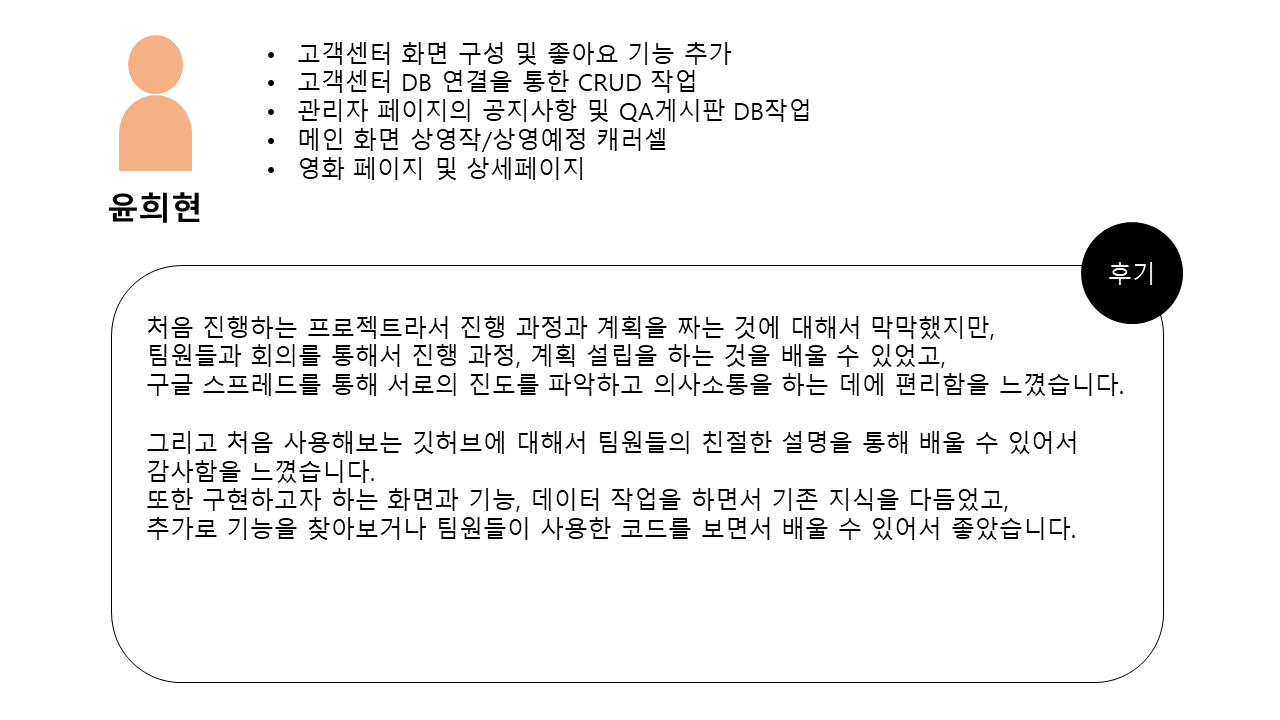 • 고객센터 화면 구성 및 좋아요 기능 추가
• 고객센터 DB 연결을 통한 CRUD 작업
• 관리자 페이지의 공지사항 및 QA게시판 DB작업
• 메인 화면 상영작/상영예정 캐러셀
• 영화 페이지 및 상세페이지
윤희현
후기
처음 진행하는 프로젝트라서 진행 과정과 계획을 짜는 것에 대해서 막막했지만,
팀원들과 회의를 통해서 진행 과정, 계획 설립을 하는 것을 배울 수 있었고,
구글 스프레드를 통해 서로의 진도를 파악하고 의사소통을 하는 데에 편리함을 느꼈습니다.
그리고 처음 사용해보는 깃허브에 대해서 팀원들의 친절한 설명을 통해 배울 수 있어서
감사함을 느꼈습니다.
또한 구현하고자 하는 화면과 기능, 데이터 작업을 하면서 기존 지식을 다듬었고,
추가로 기능을 찾아보거나 팀원들이 사용한 코드를 보면서 배울 수 있어서 좋았습니다.